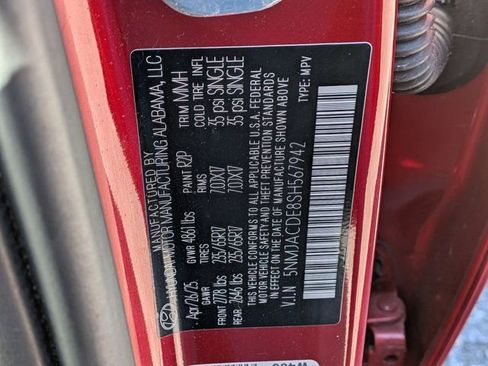 MANUFACTURED BY
HYUNDAI MOTOR MANUFACTURING ALABAMA, LLC
Apr/26/25 GVWR 4861 lbs PAINT R2P TRIM MMH
GAWR TIRES RIMS COLD TIRE INFL
FRONT 2778 lbs 235/65R17 7.0JX17 35 psi SINGLE
REAR 2646 lbs 235/65R17 7.0JX17 35 psi SINGLE
THIS VEHICLE CONFORMS TO ALL APPLICABLE U.S.A. FEDERAL
MOTOR VEHICLE SAFETY AND THEFT PREVENTION STANDARDS
IN EFFECT ON THE DATE OF MANUFACTURE SHOWN ABOVE
V.I.N: 5NMJACDE8SH567942 TYPE: MPV